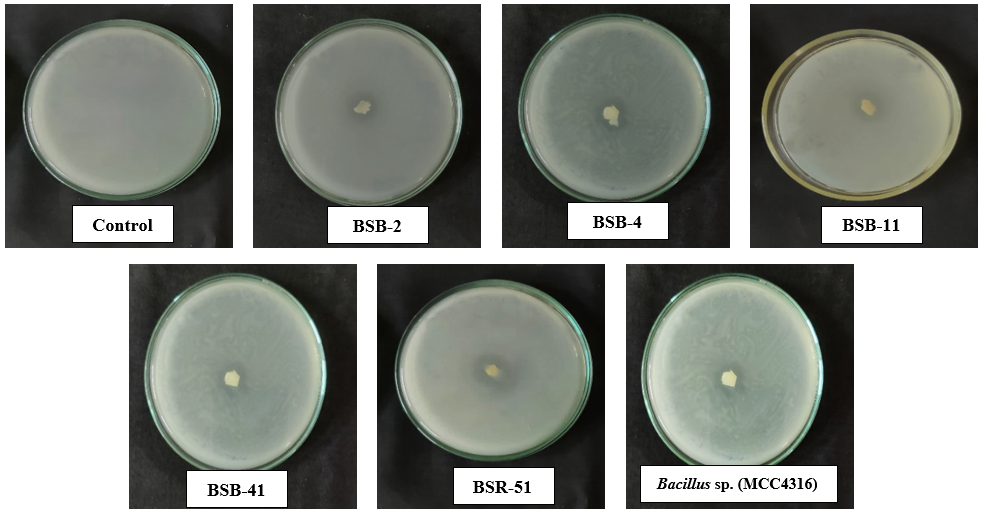 Control
BSB-2
BSB-4
BSB-11
BSB-41
BSR-51
Bacillus sp. (MCC4316)